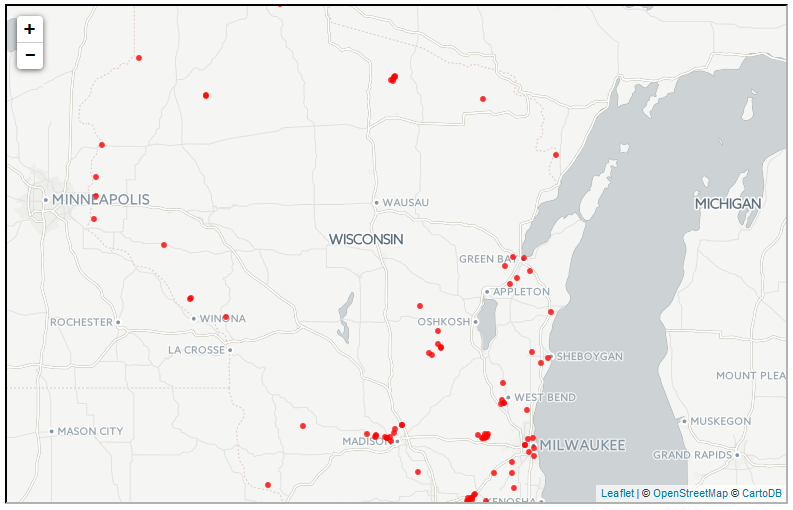 +
−
MINNEAPOLIS
WAUSAU
MICHIGAN
WISCONSIN
GREEN BAY
APPLETON
ROCHESTER
WINONA
OSHKOSH
LA CROSSE
SHEBOYGAN
MOUNT PLEA
WEST BEND
MUSKEGON
MASON CITY
MADISON
MILWAUKEE
GRAND RAPIDS
KENOSHA
Leaflet | © OpenStreetMap © CartoDB